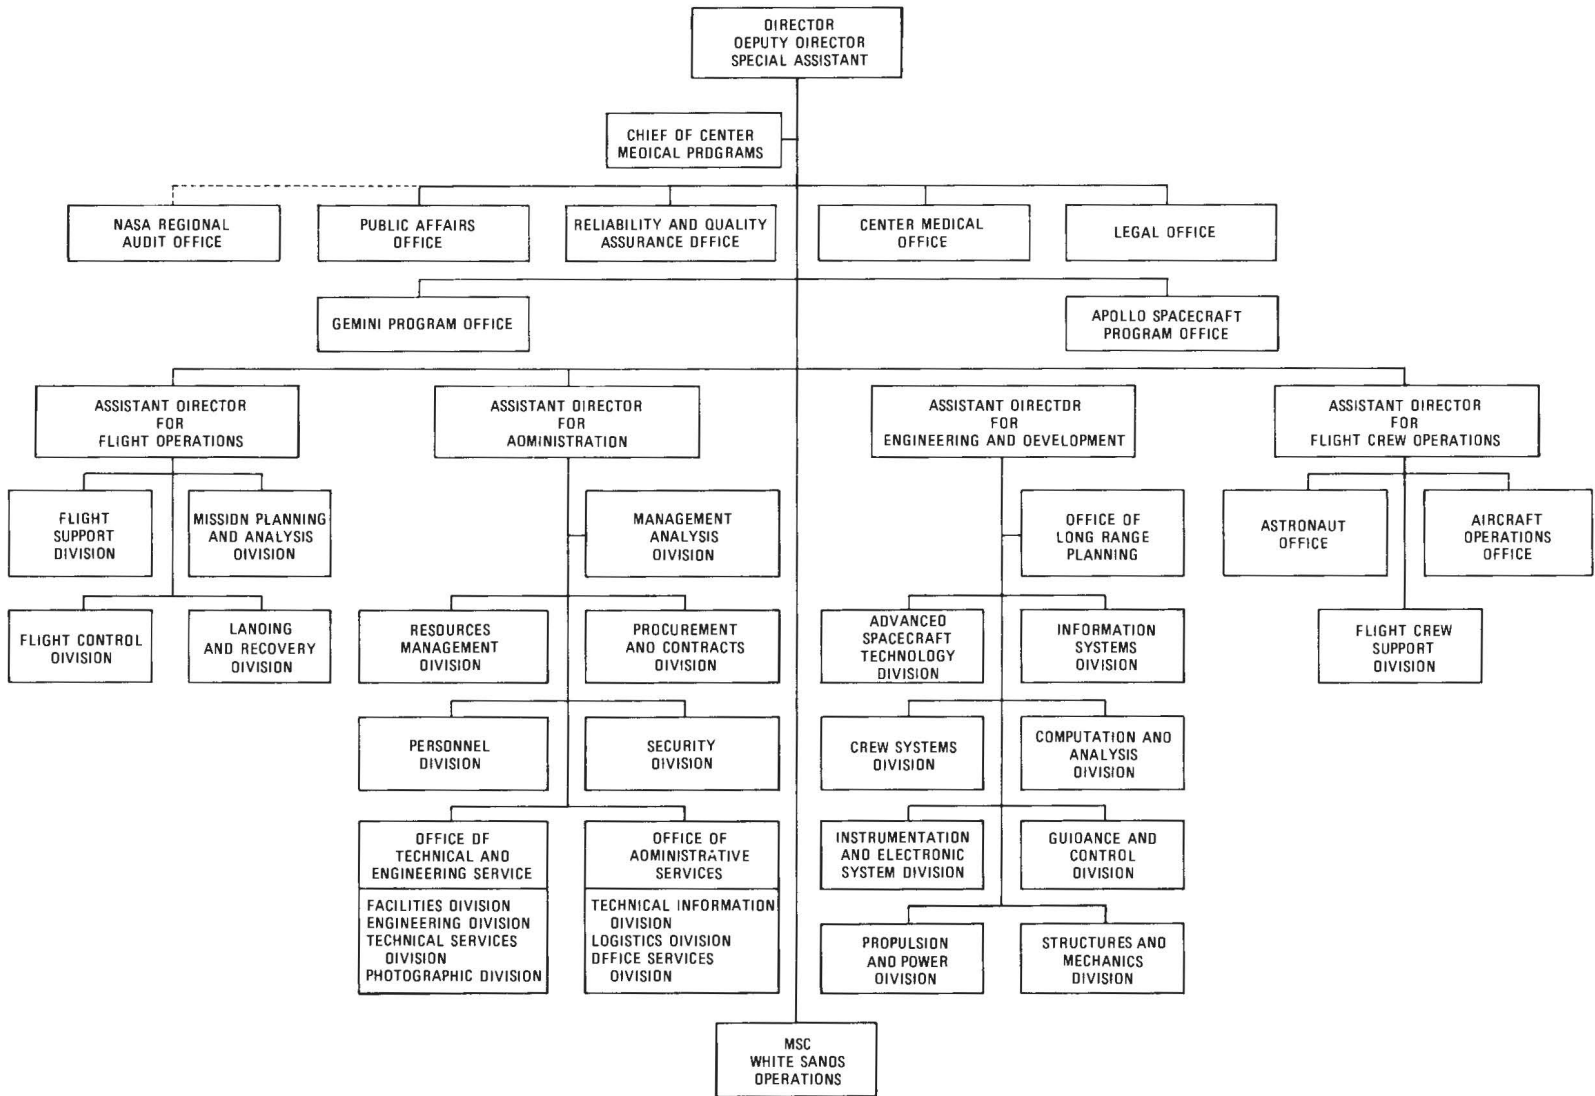 DIRECTOR
DEPUTY DIRECTOR
SPECIAL ASSISTANT
CHIEF OF CENTER
MEDICAL PROGRAMS
NASA REGIONAL
AUDIT OFFICE
PUBLIC AFFAIRS
OFFICE
RELIABILITY AND QUALITY
ASSURANCE OFFICE
CENTER MEDICAL
OFFICE
LEGAL OFFICE
GEMINI PROGRAM OFFICE
APOLLO SPACECRAFT
PROGRAM OFFICE
ASSISTANT DIRECTOR
FOR
FLIGHT OPERATIONS
ASSISTANT DIRECTOR
FOR
ADMINISTRATION
ASSISTANT DIRECTOR
FOR
ENGINEERING AND DEVELOPMENT
ASSISTANT DIRECTOR
FOR
FLIGHT CREW OPERATIONS
FLIGHT
SUPPORT
DIVISION
MISSION PLANNING
AND ANALYSIS
DIVISION
MANAGEMENT
ANALYSIS
DIVISION
OFFICE OF
LONG RANGE
PLANNING
ASTRONAUT
OFFICE
AIRCRAFT
OPERATIONS
OFFICE
FLIGHT CONTROL
DIVISION
LANDING
AND RECOVERY
DIVISION
RESOURCES
MANAGEMENT
DIVISION
PROCUREMENT
AND CONTRACTS
DIVISION
ADVANCED
SPACECRAFT
TECHNOLOGY
DIVISION
INFORMATION
SYSTEMS
DIVISION
FLIGHT CREW
SUPPORT
DIVISION
PERSONNEL
DIVISION
SECURITY
DIVISION
CREW SYSTEMS
DIVISION
COMPUTATION AND
ANALYSIS
DIVISION
OFFICE OF
TECHNICAL AND
ENGINEERING SERVICE
FACILITIES DIVISION
ENGINEERING DIVISION
TECHNICAL SERVICES
DIVISION
PHOTOGRAPHIC DIVISION
OFFICE OF
ADMINISTRATIVE
SERVICES
TECHNICAL INFORMATION
DIVISION
LOGISTICS DIVISION
OFFICE SERVICES
DIVISION
INSTRUMENTATION
AND ELECTRONIC
SYSTEM DIVISION
GUIDANCE AND
CONTROL
DIVISION
PROPULSION
AND POWER
DIVISION
STRUCTURES AND
MECHANICS
DIVISION
MSC
WHITE SANDS
OPERATIONS